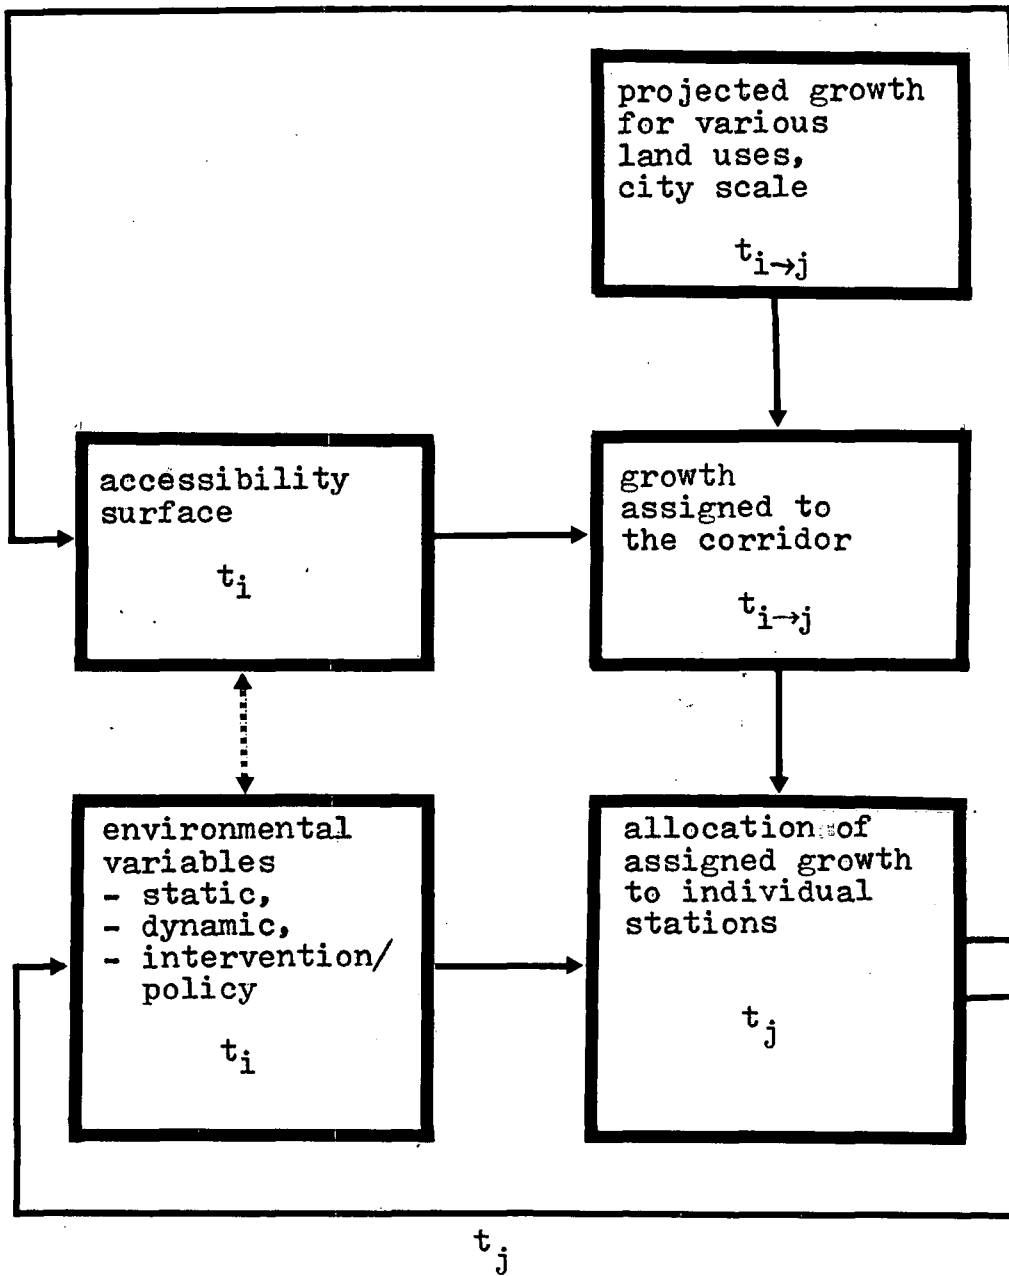 projected growth
for various
land uses,
city scale
t i→j
accessibility
surface
t i
growth
assigned to
the corridor
t i→j
environmental
variables
- static,
- dynamic,
- intervention/
policy
t i
allocation of
assigned growth
to individual
stations
t j
t j